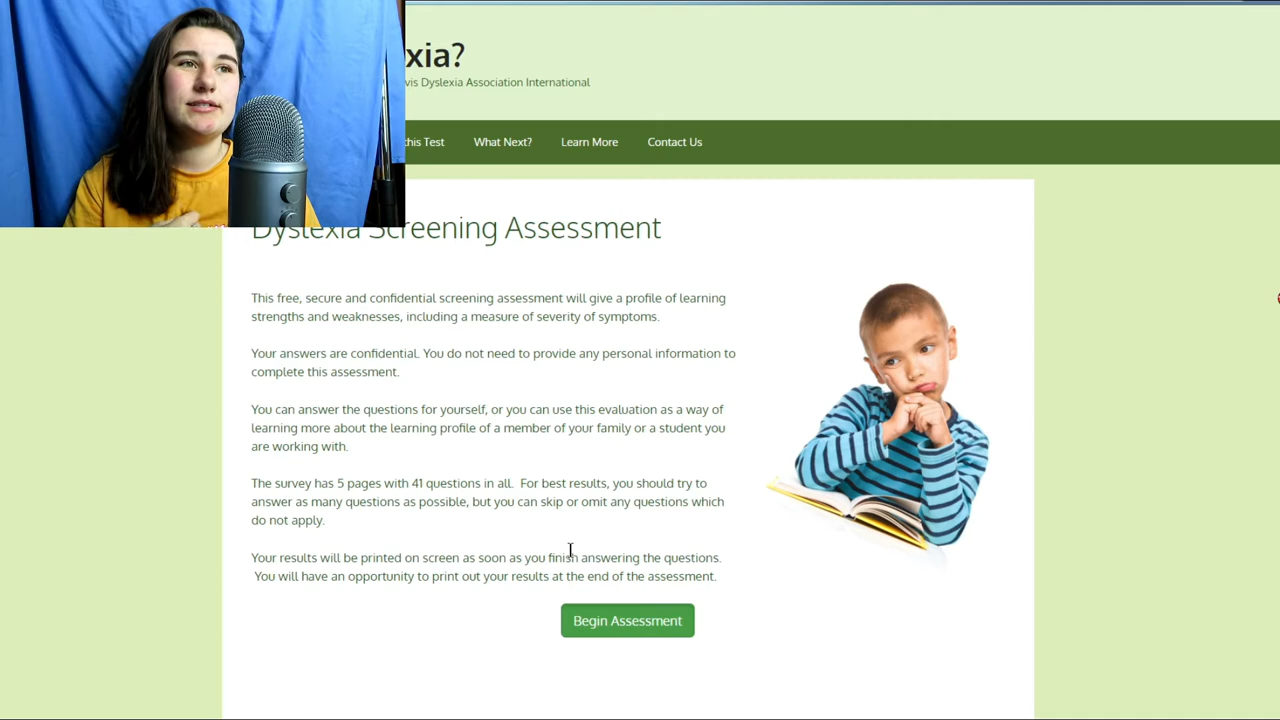 xia?
vis Dyslexia Association International
this Test
What Next?
Learn More
Contact Us
Dyslexia Screening Assessment
This free, secure and confidential screening assessment will give a profile of learning
strengths and weaknesses, including a measure of severity of symptoms.
Your answers are confidential. You do not need to provide any personal information to
complete this assessment.
You can answer the questions for yourself, or you can use this evaluation as a way of
learning more about the learning profile of a member of your family or a student you
are working with.
The survey has 5 pages with 41 questions in all. For best results, you should try to
answer as many questions as possible, but you can skip or omit any questions which
do not apply.
Your results will be printed on screen as soon as you finish answering the questions.
You will have an opportunity to print out your results at the end of the assessment.
Begin Assessment